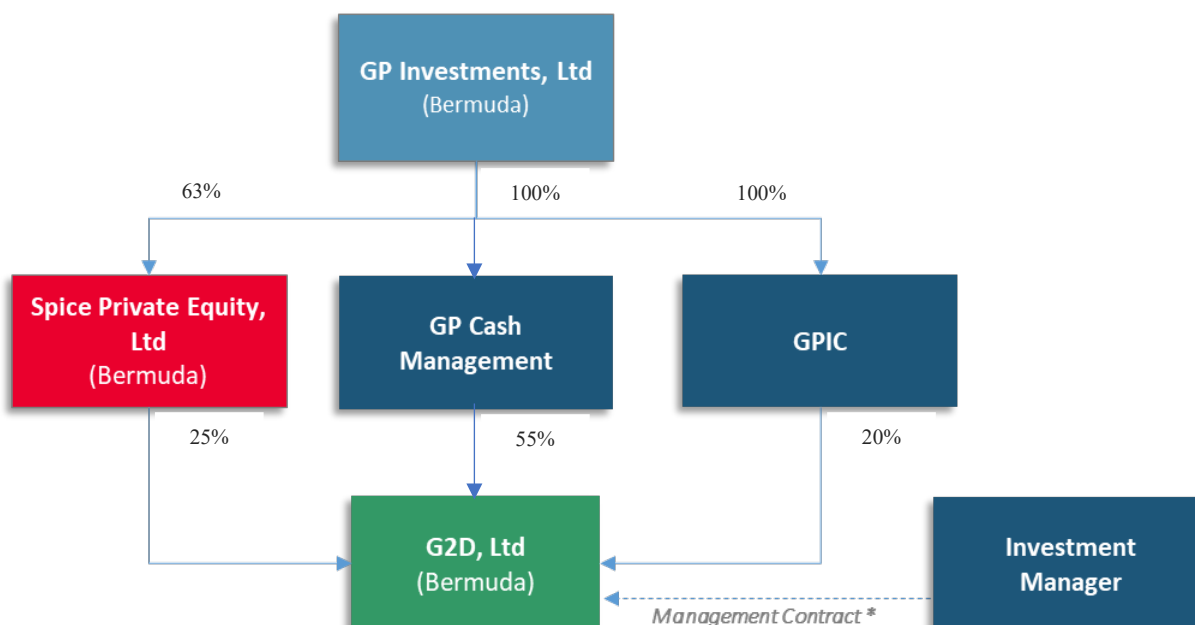 GP Investments, Ltd
(Bermuda)
63%
100%
100%
Spice Private Equity,
Ltd
(Bermuda)
GP Cash
Management
GPIC
25%
55%
20%
G2D, Ltd
(Bermuda)
Investment
Manager
Management Contract *